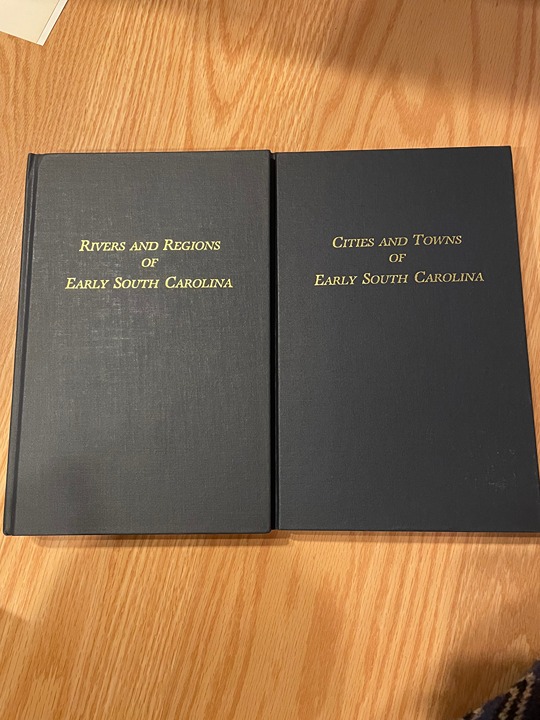 Rivers and Regions
of
Early South Carolina
Cities and Towns
of
Early South Carolina